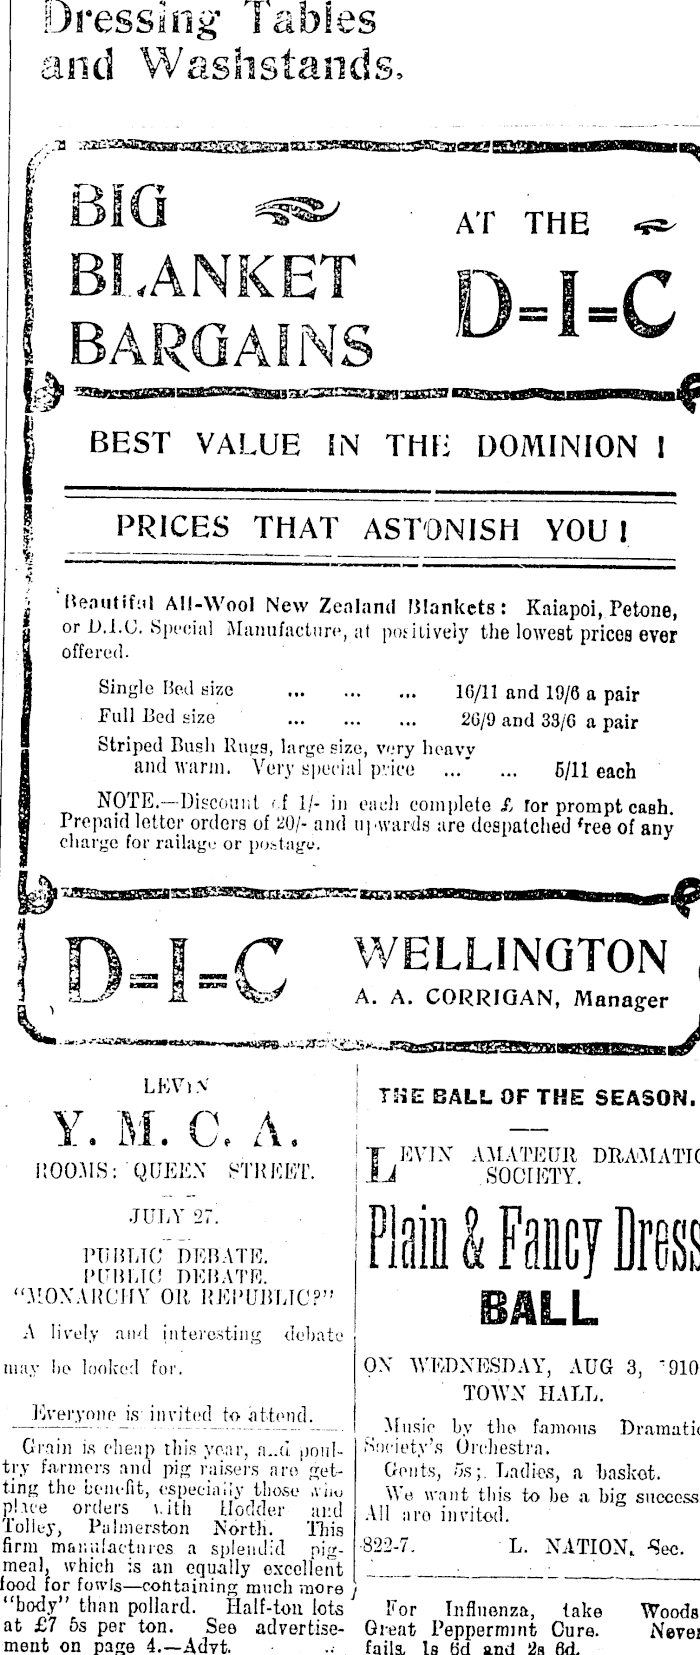 Dressing Tables
and Washstands.
BIG
BLANKET
BARGAINS
AT THE
D=I=C
BEST VALUE IN THE DOMINION !
PRICES THAT ASTONISH YOU !
Beautiful All-Wool New Zealand Blankets : Kaiapoi, Petone,
or D.I.C. Special Manufacture, at positively the lowest prices ever
offered.
Single Bed size ... ... ... 16/11 and 19/6 a pair
Full Bed size ... ... ... 26/9 and 33/6 a pair
Striped Bush Rugs, large size, very heavy
and warm. Very special price ... ... 5/11 each
NOTE.—Discount of 1/- in each complete £ for prompt cash.
Prepaid letter orders of 20/- and upwards are despatched free of any
charge for railage or postage.
D=I=C
WELLINGTON
A. A. CORRIGAN, Manager
LEVIN
Y. M. C. A.
ROOMS: QUEEN STREET.
JULY 27.
PUBLIC DEBATE.
PUBLIC DEBATE.
"MONARCHY OR REPUBLIC?"
A lively and interesting debate
may be looked for.
Everyone is invited to attend.
Grain is cheap this year, and poul-
try farmers and pig raisers are get-
ting the benefit, especially those who
place orders with Hodder and
Tolley, Palmerston North. This
firm manufactures a splendid pig-
meal, which is an equally excellent
food for fowls—containing much more
"body" than pollard. Half-ton lots
at £7 5s per ton. See advertise-
ment on page 4.—Advt.
THE BALL OF THE SEASON.
LEVIN AMATEUR DRAMATIC
SOCIETY.
Plain & Fancy Dress
BALL
ON WEDNESDAY, AUG 3, 1910
TOWN HALL.
Music by the famous Dramatic
Society's Orchestra.
Gents, 5s; Ladies, a basket.
We want this to be a big success
All are invited.
822-7. L. NATION, Sec.
For Influenza, take Woods
Great Peppermint Cure. Never
fails. 1s 6d and 2s 6d.